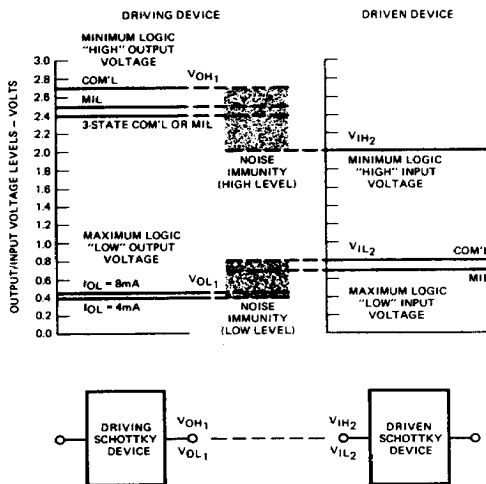 DRIVING DEVICE
DRIVEN DEVICE
OUTPUT/INPUT VOLTAGE LEVELS – VOLTS
3.0
2.8
2.6
2.4
2.2
2.0
1.8
1.6
1.4
1.2
1.0
0.8
0.6
0.4
0.2
0.0
MINIMUM LOGIC
"HIGH" OUTPUT
VOLTAGE
COM'L
VOH1
MIL
3-STATE COM'L OR MIL
NOISE
IMMUNITY
(HIGH LEVEL)
VIH2
MINIMUM LOGIC
"HIGH" INPUT
VOLTAGE
MAXIMUM LOGIC
"LOW" OUTPUT
VOLTAGE
IOL = 8mA
VOL1
IOL = 4mA
NOISE
IMMUNITY
(LOW LEVEL)
VIL2
COM'L
MIL
MAXIMUM LOGIC
"LOW" INPUT
VOLTAGE
DRIVING
SCHOTTKY
DEVICE
VOH1
VOL1
VIH2
VIL2
DRIVEN
SCHOTTKY
DEVICE